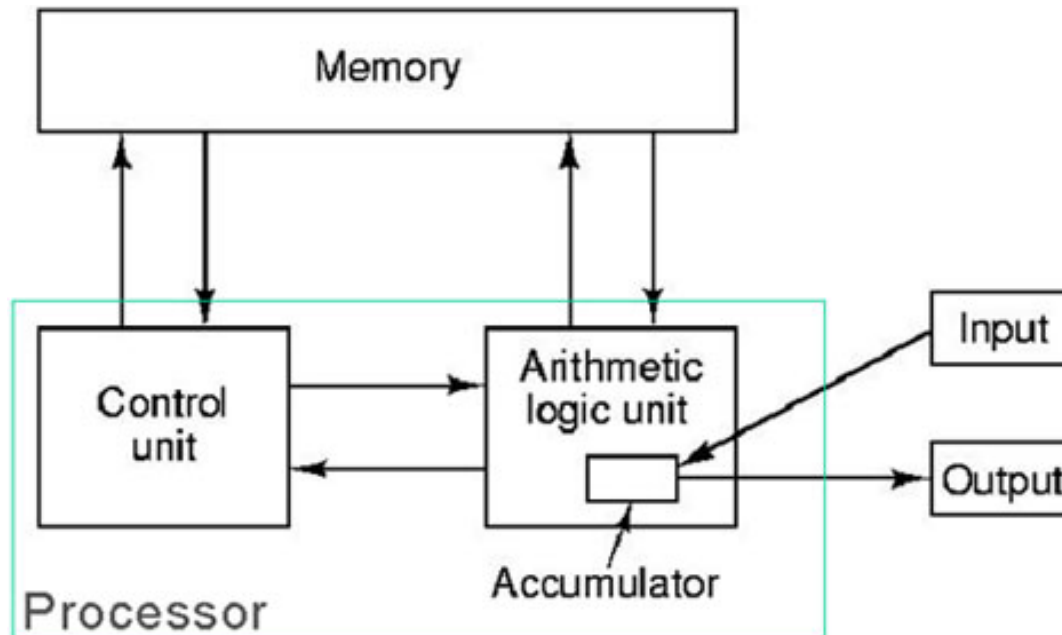 Memory
Control
unit
Arithmetic
logic unit
Input
Output
Accumulator
Processor